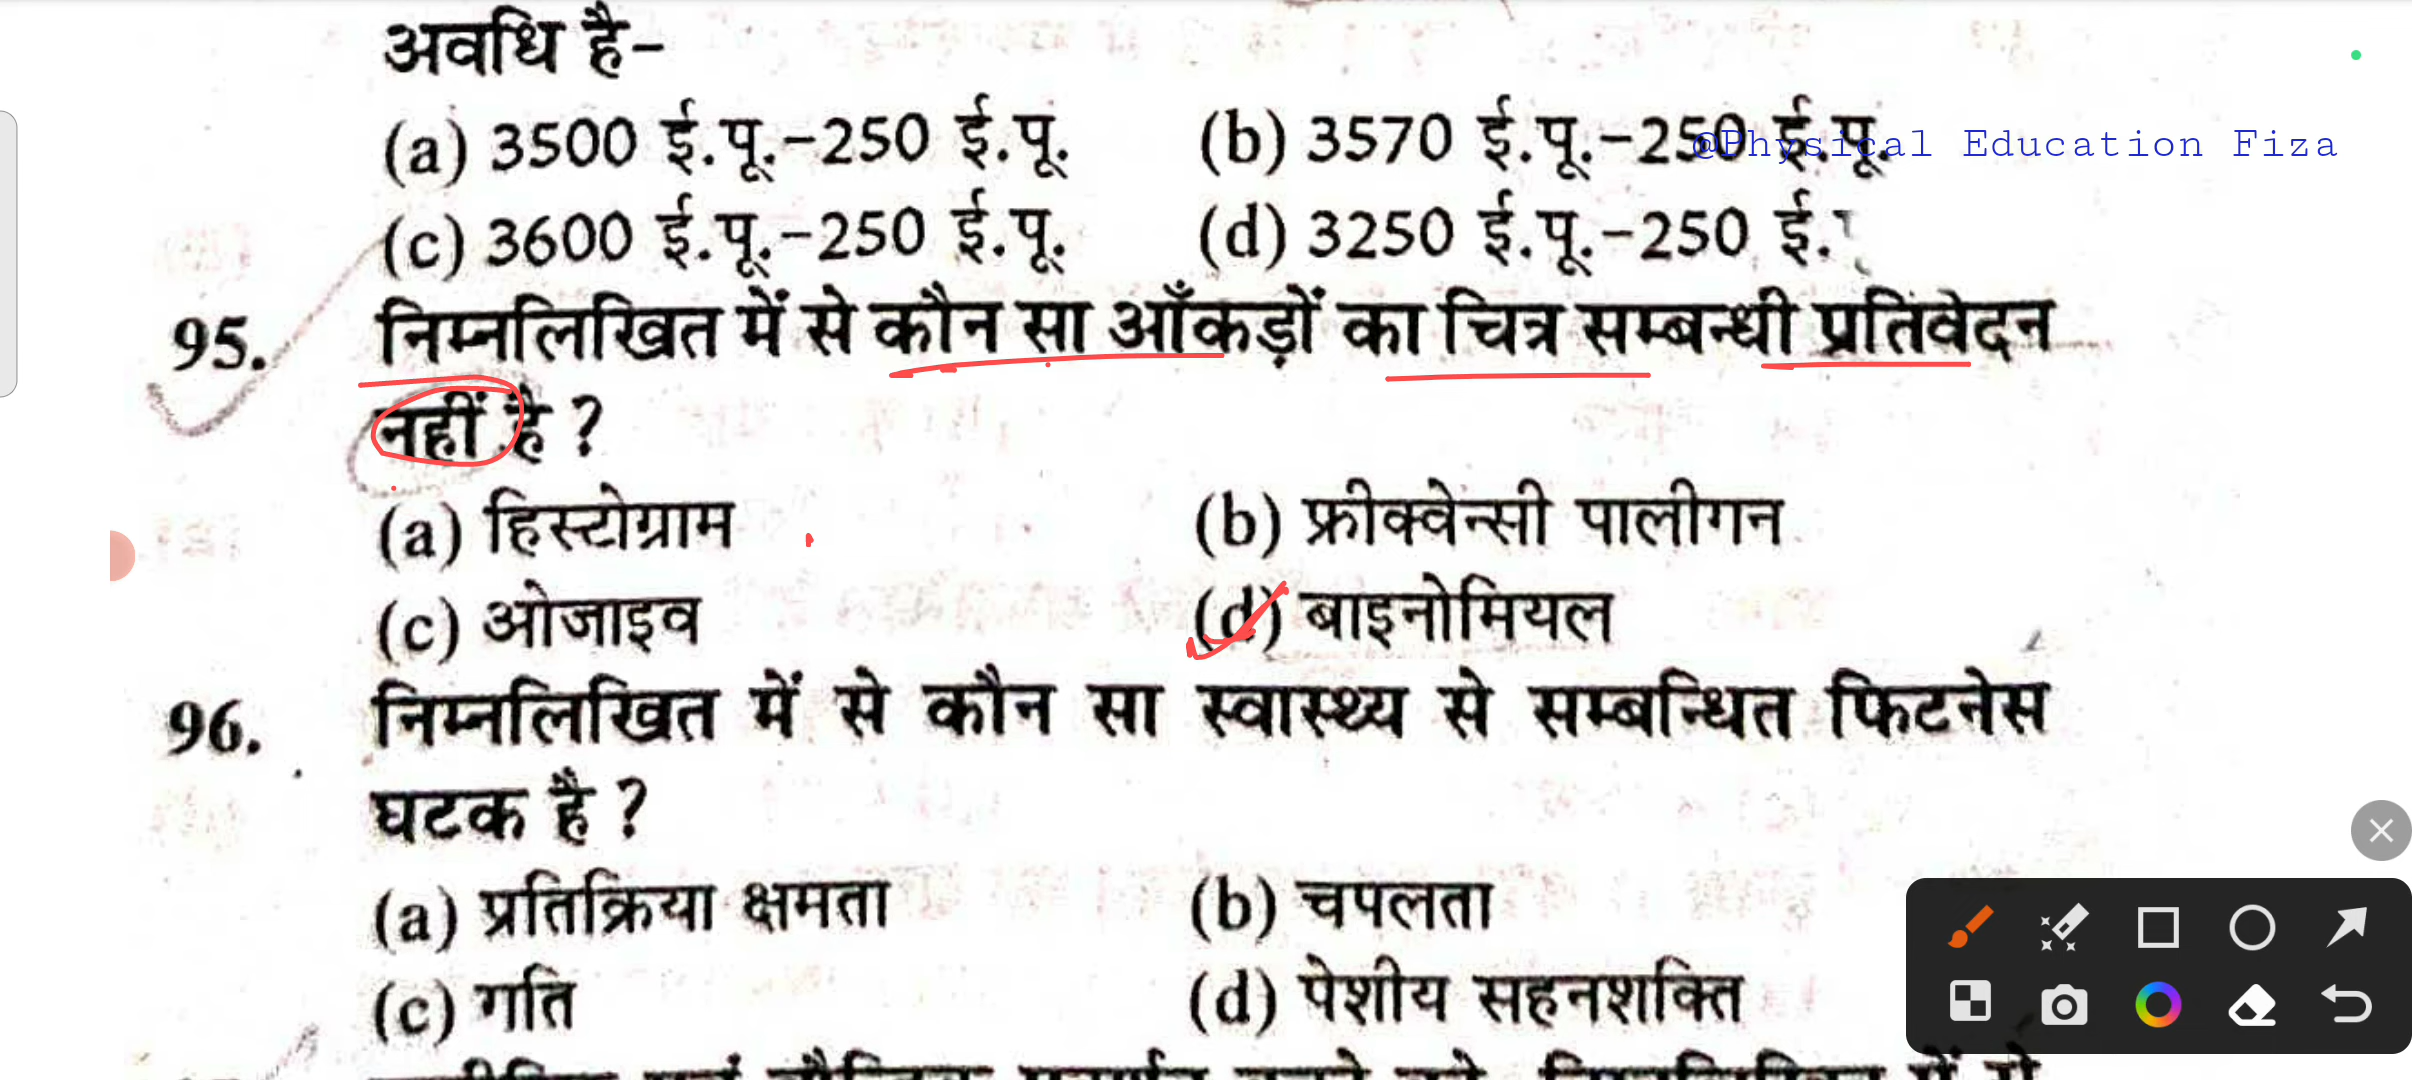 अवधि है–
(a) 3500 ई.पू.–250 ई.पू. (b) 3570 ई.पू.–250 ई.पू.
@Physical Education Fiza
(c) 3600 ई.पू.–250 ई.पू. (d) 3250 ई.पू.–250 ई.
95. निम्नलिखित में से कौन सा आँकड़ों का चित्र सम्बन्धी प्रतिवेदन
नहीं है ?
(a) हिस्टोग्राम (b) फ्रीक्वेन्सी पालीगन
(c) ओजाइव (d) बाइनोमियल
96. निम्नलिखित में से कौन सा स्वास्थ्य से सम्बन्धित फिटनेस
घटक है ?
(a) प्रतिक्रिया क्षमता (b) चपलता
(c) गति (d) पेशीय सहनशक्ति